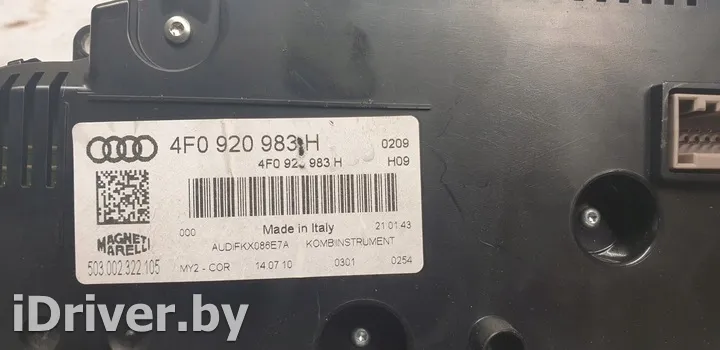 4F0 920 983 H
0209
4F0 920 983 H
H09
000
Made in Italy
21 01 43
AUDIFKX086E7A KOMBIINSTRUMENT
MAGNETI
MARELLI
503.002.322.105
MY2 - COR 14.07.10 0301 0254
iDriver.by